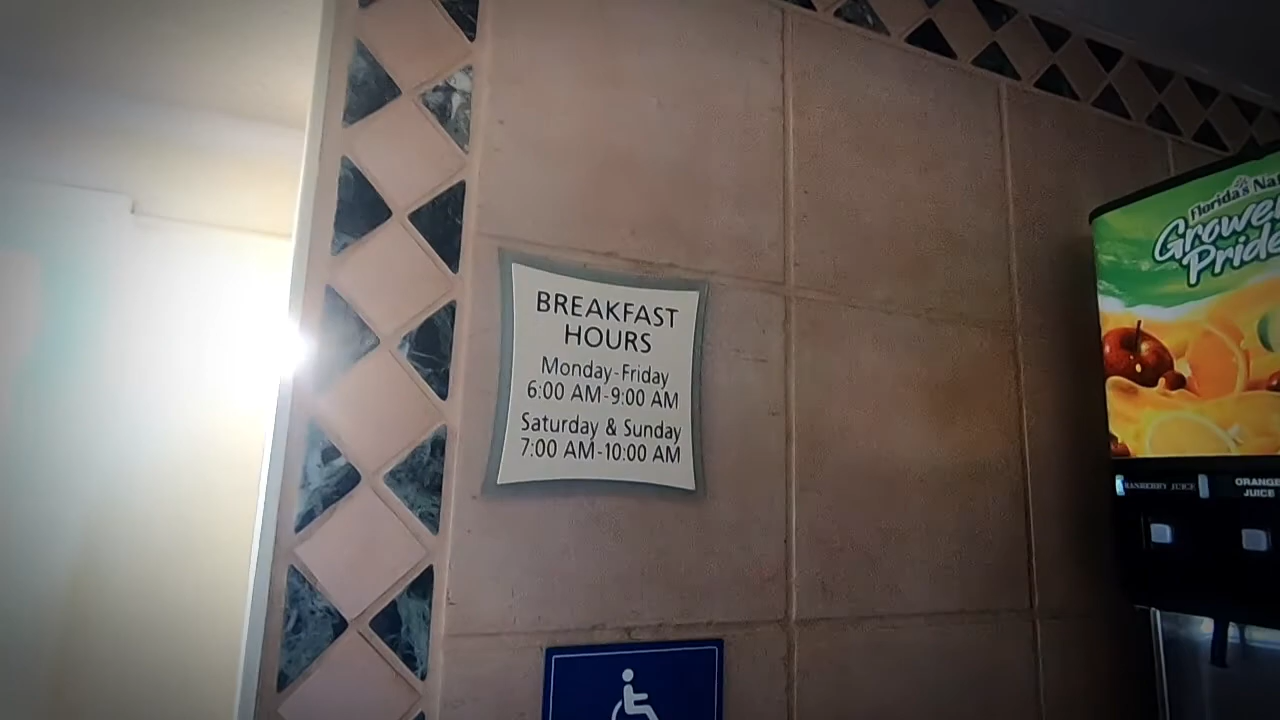 BREAKFAST
HOURS
Monday-Friday
6:00 AM-9:00 AM
Saturday & Sunday
7:00 AM-10:00 AM
Florida's
Grower
Pride
JUICE
ORANGE
JUICE